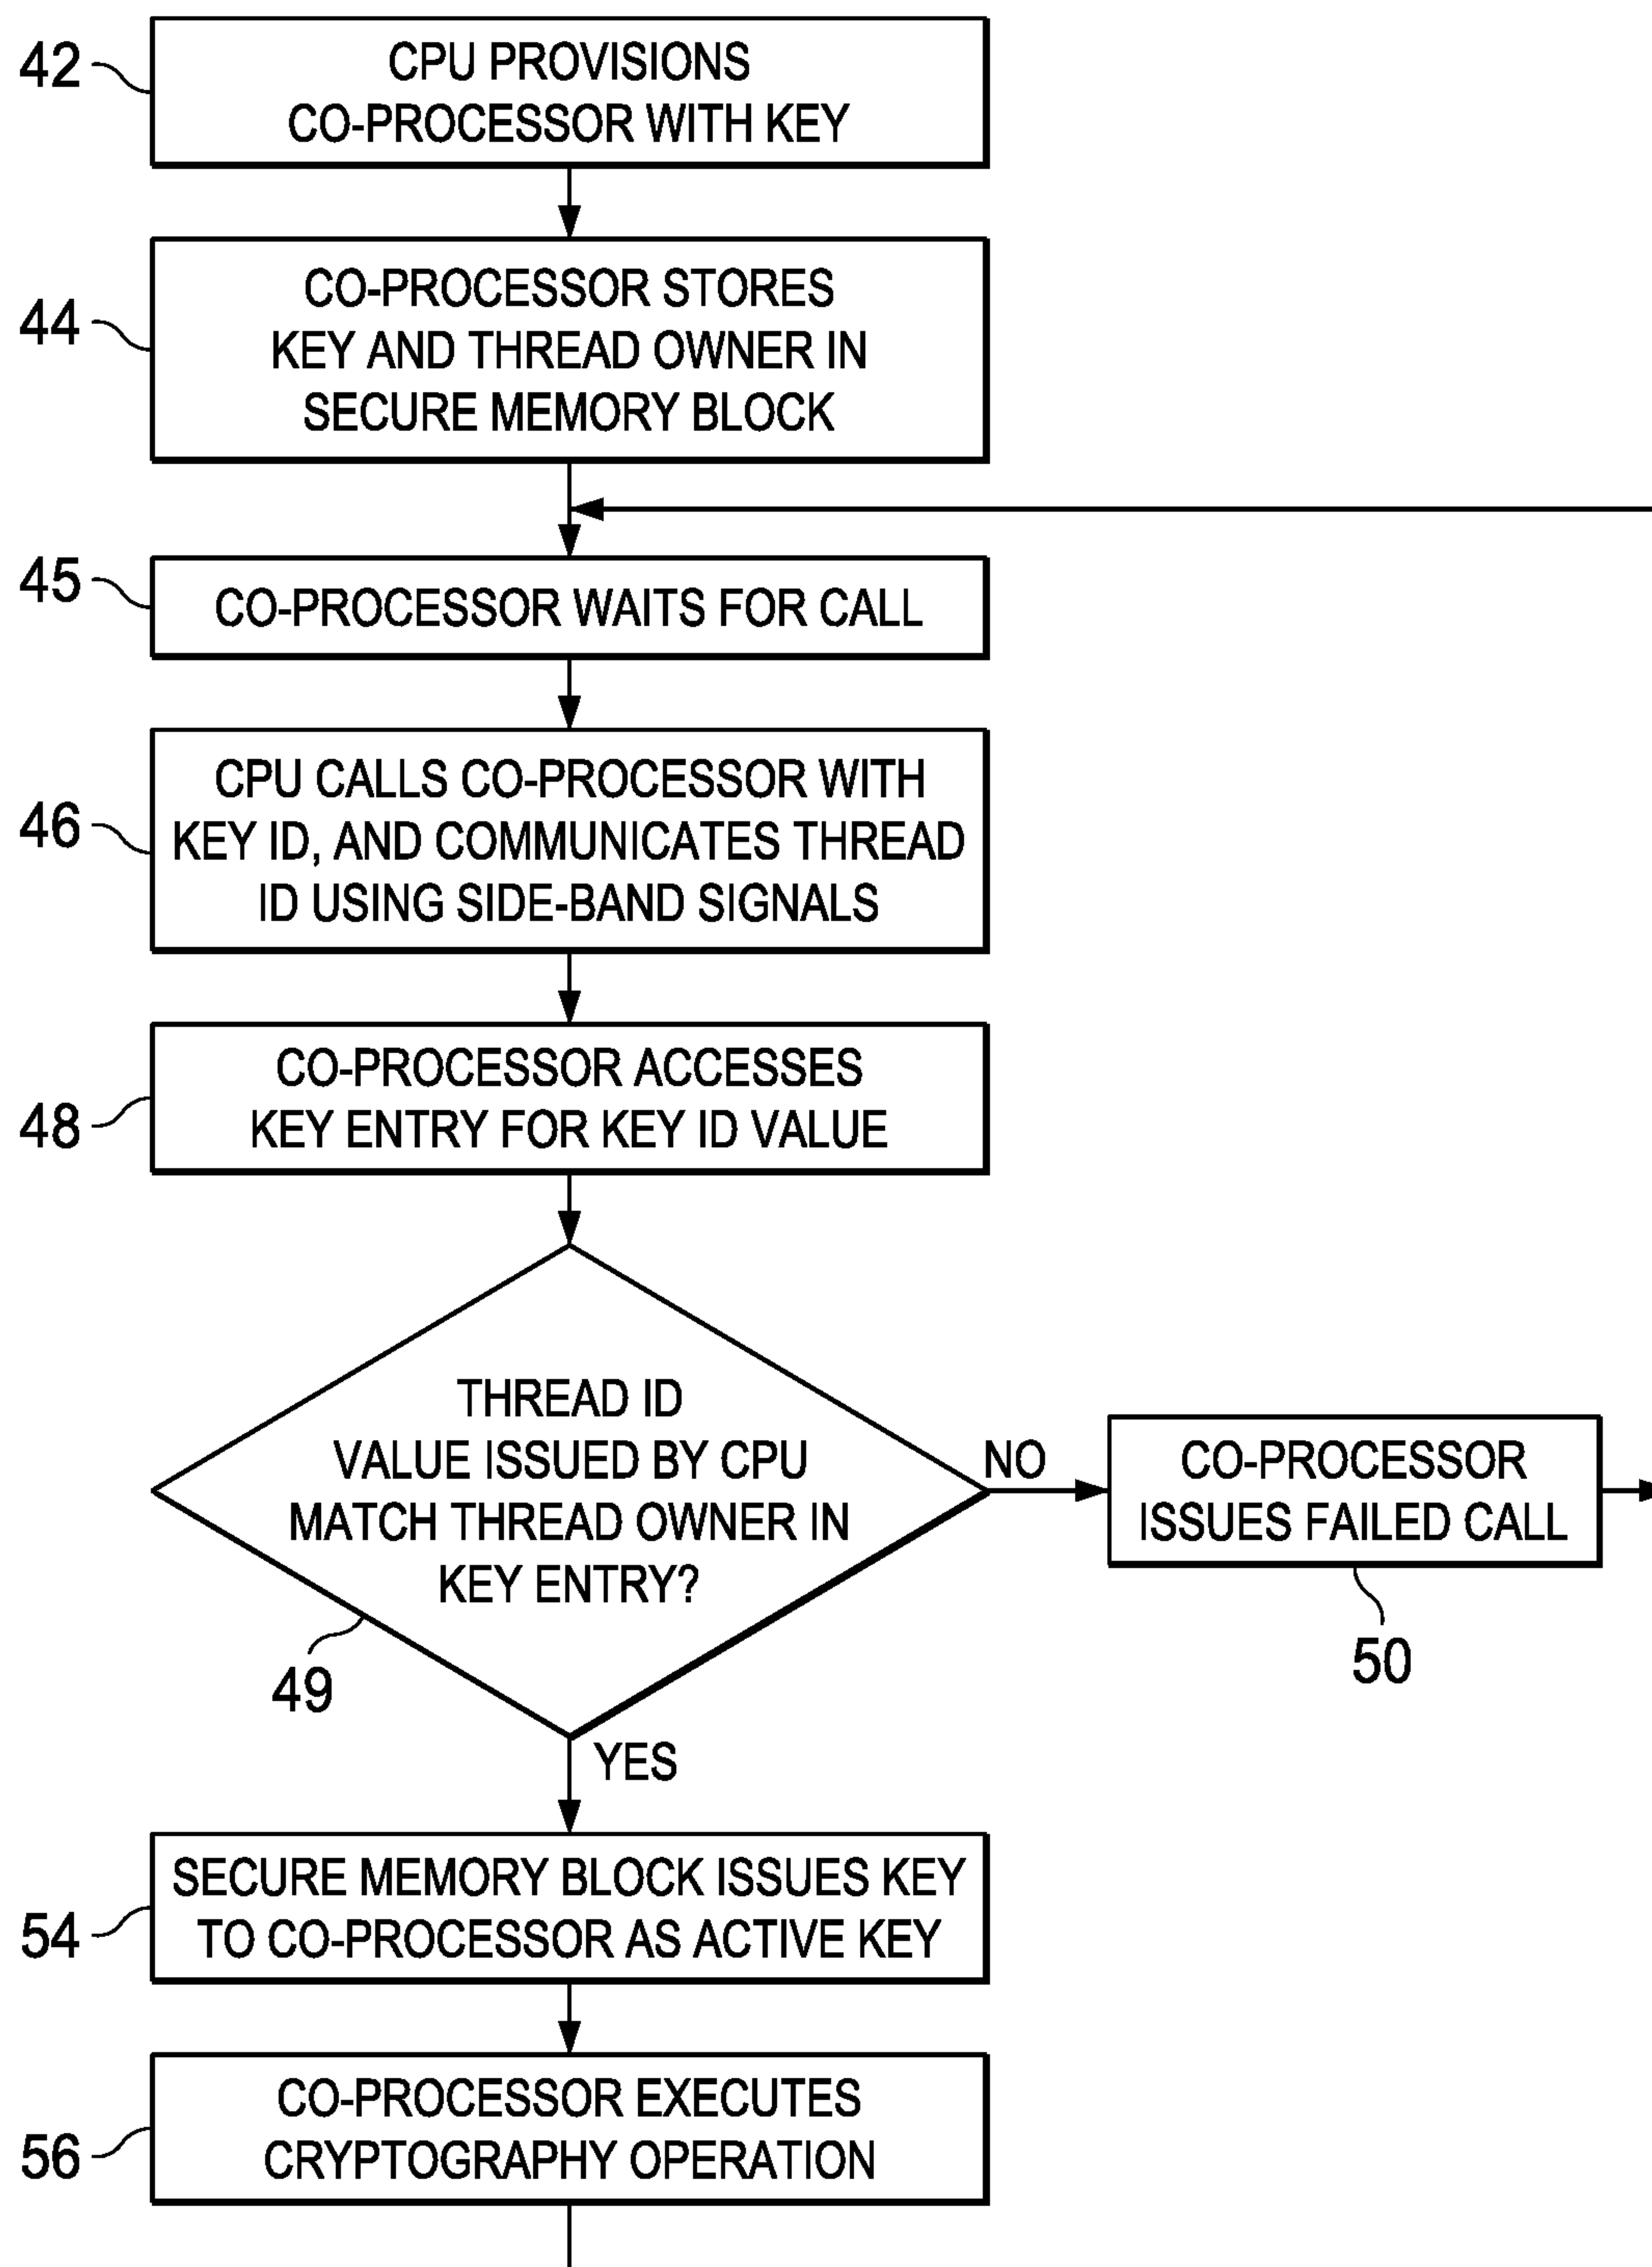 42
CPU PROVISIONS
CO-PROCESSOR WITH KEY
44
CO-PROCESSOR STORES
KEY AND THREAD OWNER IN
SECURE MEMORY BLOCK
45
CO-PROCESSOR WAITS FOR CALL
46
CPU CALLS CO-PROCESSOR WITH
KEY ID, AND COMMUNICATES THREAD
ID USING SIDE-BAND SIGNALS
48
CO-PROCESSOR ACCESSES
KEY ENTRY FOR KEY ID VALUE
THREAD ID
VALUE ISSUED BY CPU
MATCH THREAD OWNER IN
KEY ENTRY?
49
NO
CO-PROCESSOR
ISSUES FAILED CALL
50
YES
54
SECURE MEMORY BLOCK ISSUES KEY
TO CO-PROCESSOR AS ACTIVE KEY
56
CO-PROCESSOR EXECUTES
CRYPTOGRAPHY OPERATION